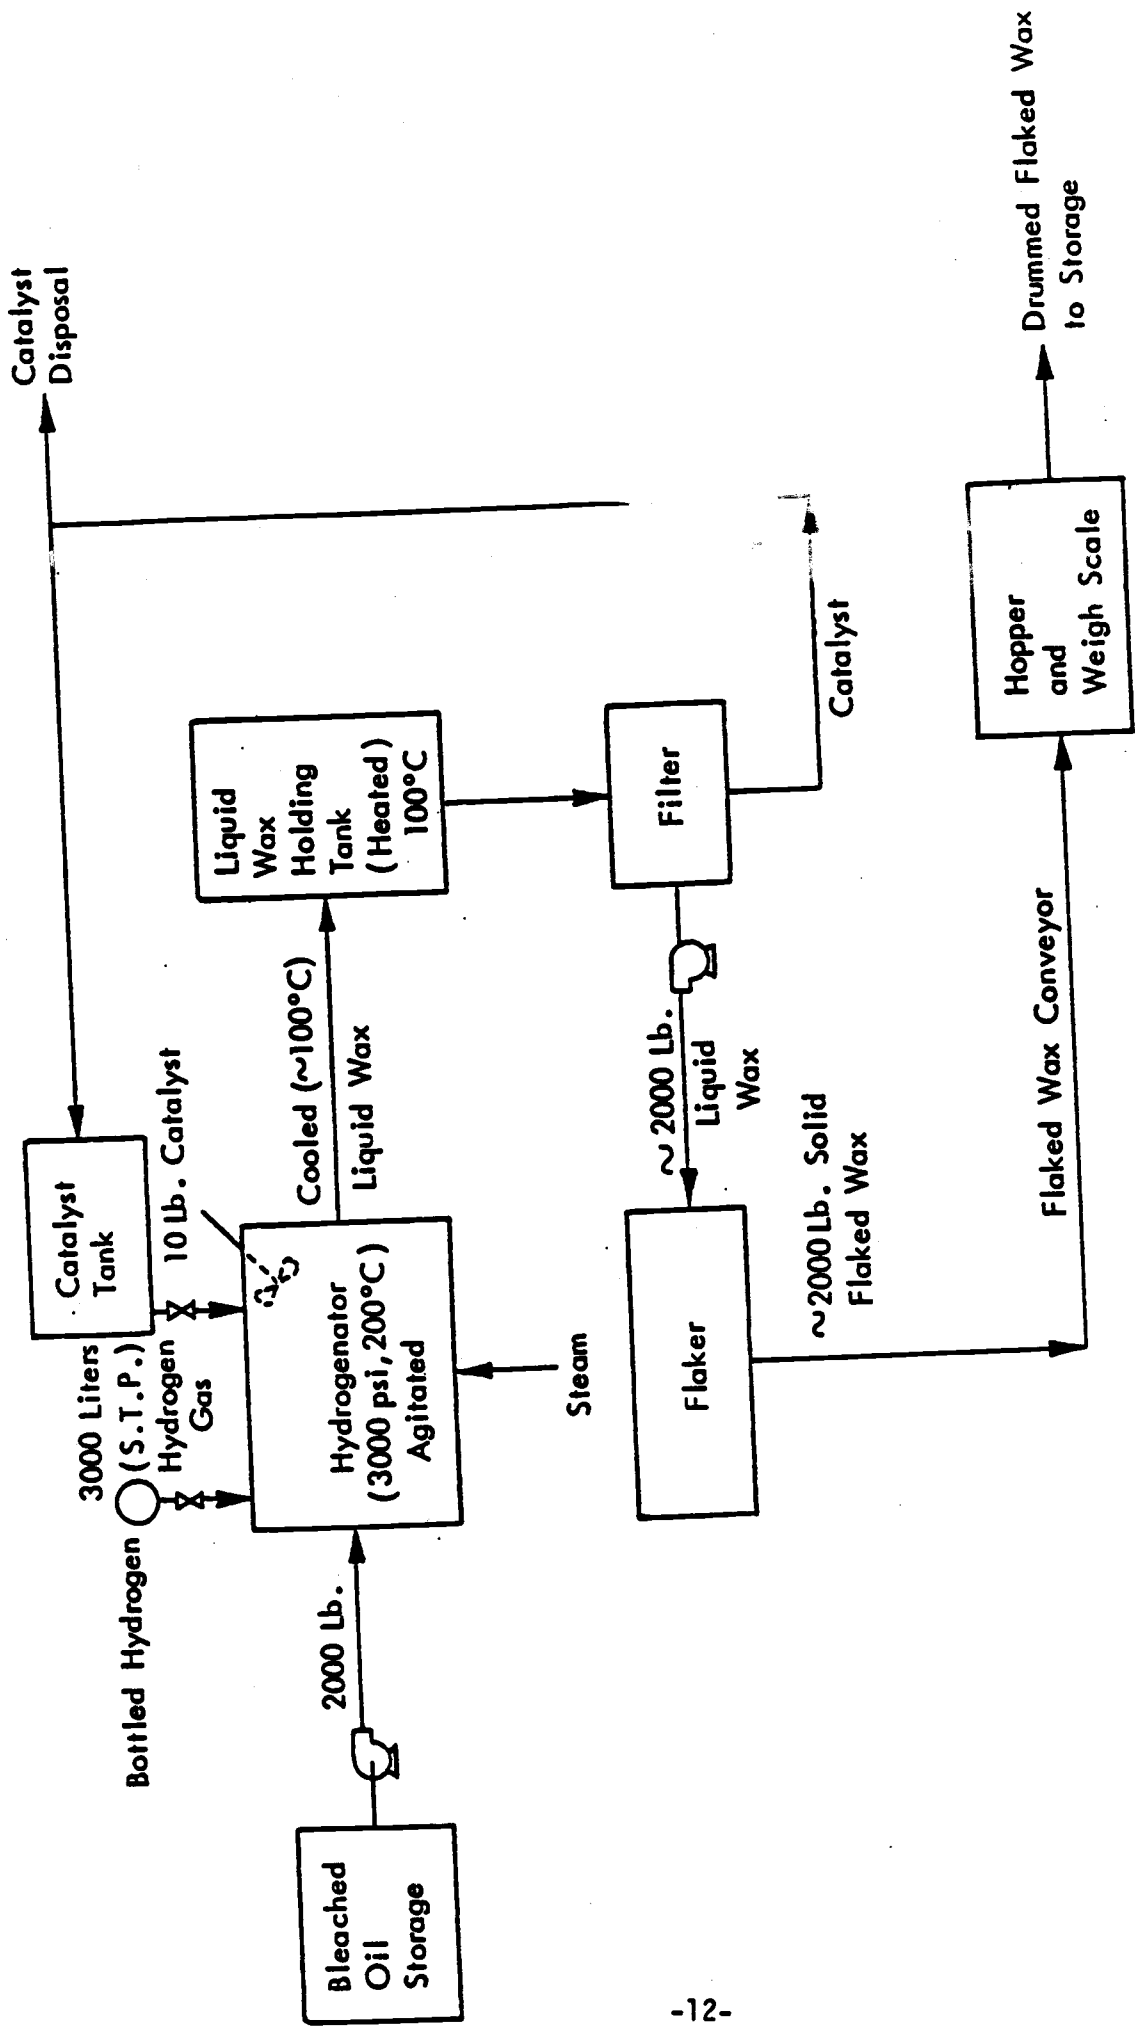 Catalyst
Disposal
Catalyst
Tank
10 Lb. Catalyst
3000 Liters
(S.T.P.)
Hydrogen
Gas
Bottled Hydrogen
Bleached
Oil
Storage
2000 Lb.
Hydrogenator
(3000 psi, 200°C)
Agitated
Steam
Cooled (~100°C)
Liquid Wax
Liquid
Wax
Holding
Tank
(Heated)
100°C
Filter
Catalyst
~2000 Lb.
Liquid
Wax
Flaker
~2000 Lb. Solid
Flaked Wax
Flaked Wax Conveyor
Hopper
and
Weigh Scale
Drummed Flaked Wax
to Storage
-12-